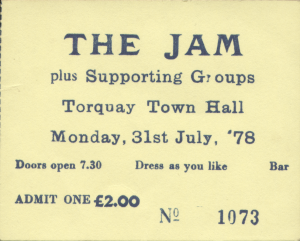 THE JAM
plus Supporting Groups
Torquay Town Hall
Monday, 31st July, '78
Doors open 7.30 Dress as you like Bar
ADMIT ONE £2.00
Nº 1073